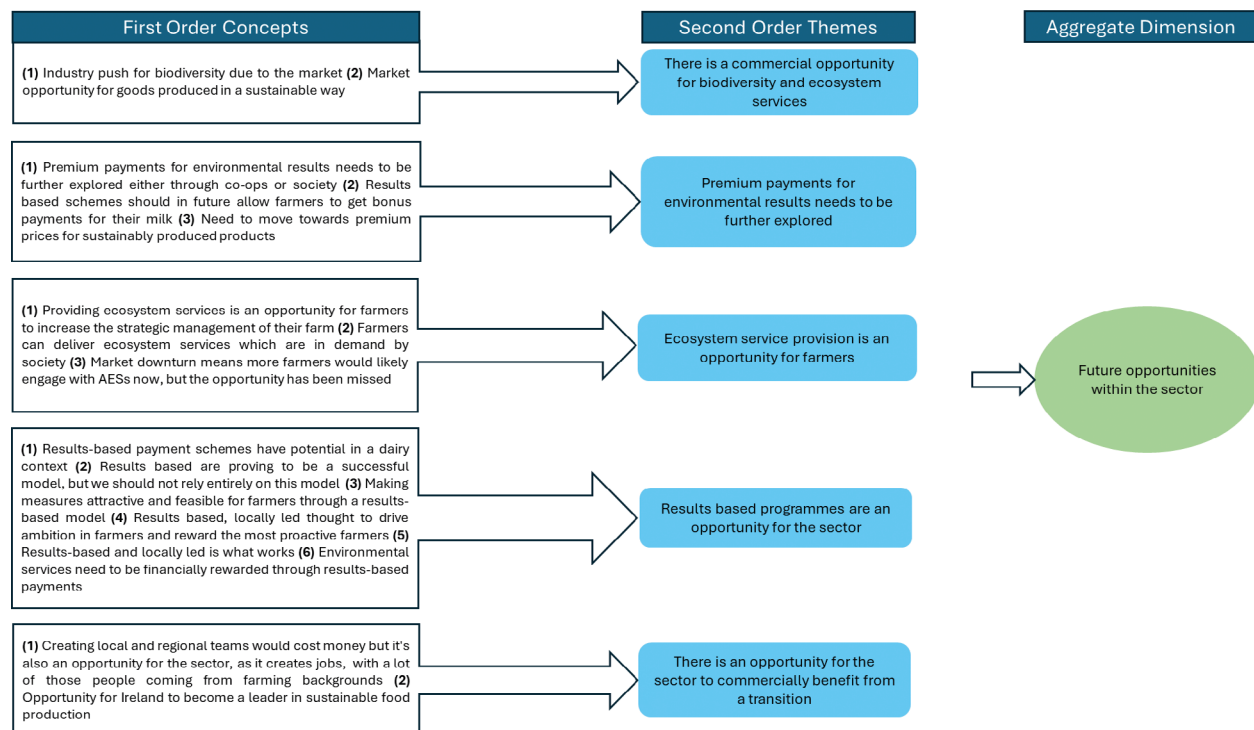 First Order Concepts
Second Order Themes
Aggregate Dimension
(1) Industry push for biodiversity due to the market (2) Market
opportunity for goods produced in a sustainable way
There is a commercial opportunity
for biodiversity and ecosystem
services
(1) Premium payments for environmental results needs to be
further explored either through co-ops or society (2) Results
based schemes should in future allow farmers to get bonus
payments for their milk (3) Need to move towards premium
prices for sustainably produced products
Premium payments for
environmental results needs to be
further explored
(1) Providing ecosystem services is an opportunity for farmers
to increase the strategic management of their farm (2) Farmers
can deliver ecosystem services which are in demand by
society (3) Market downturn means more farmers would likely
engage with AESs now, but the opportunity has been missed
Ecosystem service provision is an
opportunity for farmers
Future opportunities
within the sector
(1) Results-based payment schemes have potential in a dairy
context (2) Results based are proving to be a successful
model, but we should not rely entirely on this model (3) Making
measures attractive and feasible for farmers through a results-
based model (4) Results based, locally led thought to drive
ambition in farmers and reward the most proactive farmers (5)
Results-based and locally led is what works (6) Environmental
services need to be financially rewarded through results-based
payments
Results based programmes are an
opportunity for the sector
(1) Creating local and regional teams would cost money but it's
also an opportunity for the sector, as it creates jobs, with a lot
of those people coming from farming backgrounds (2)
Opportunity for Ireland to become a leader in sustainable food
production
There is an opportunity for the
sector to commercially benefit from
a transition